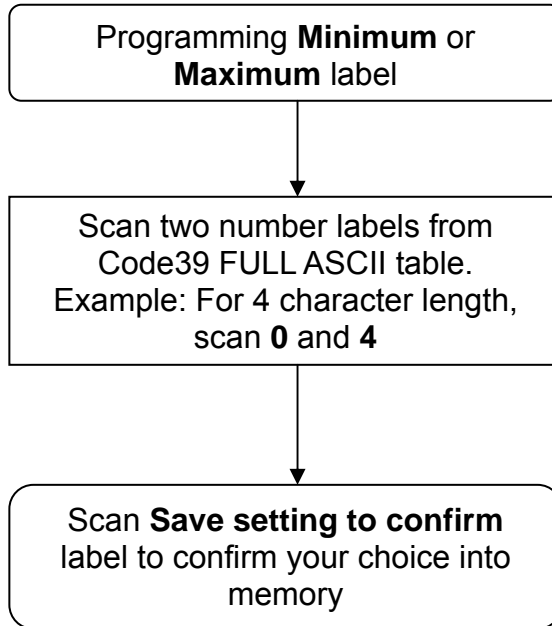 Programming Minimum or
Maximum label
Scan two number labels from
Code39 FULL ASCII table.
Example: For 4 character length,
scan 0 and 4
Scan Save setting to confirm
label to confirm your choice into
memory